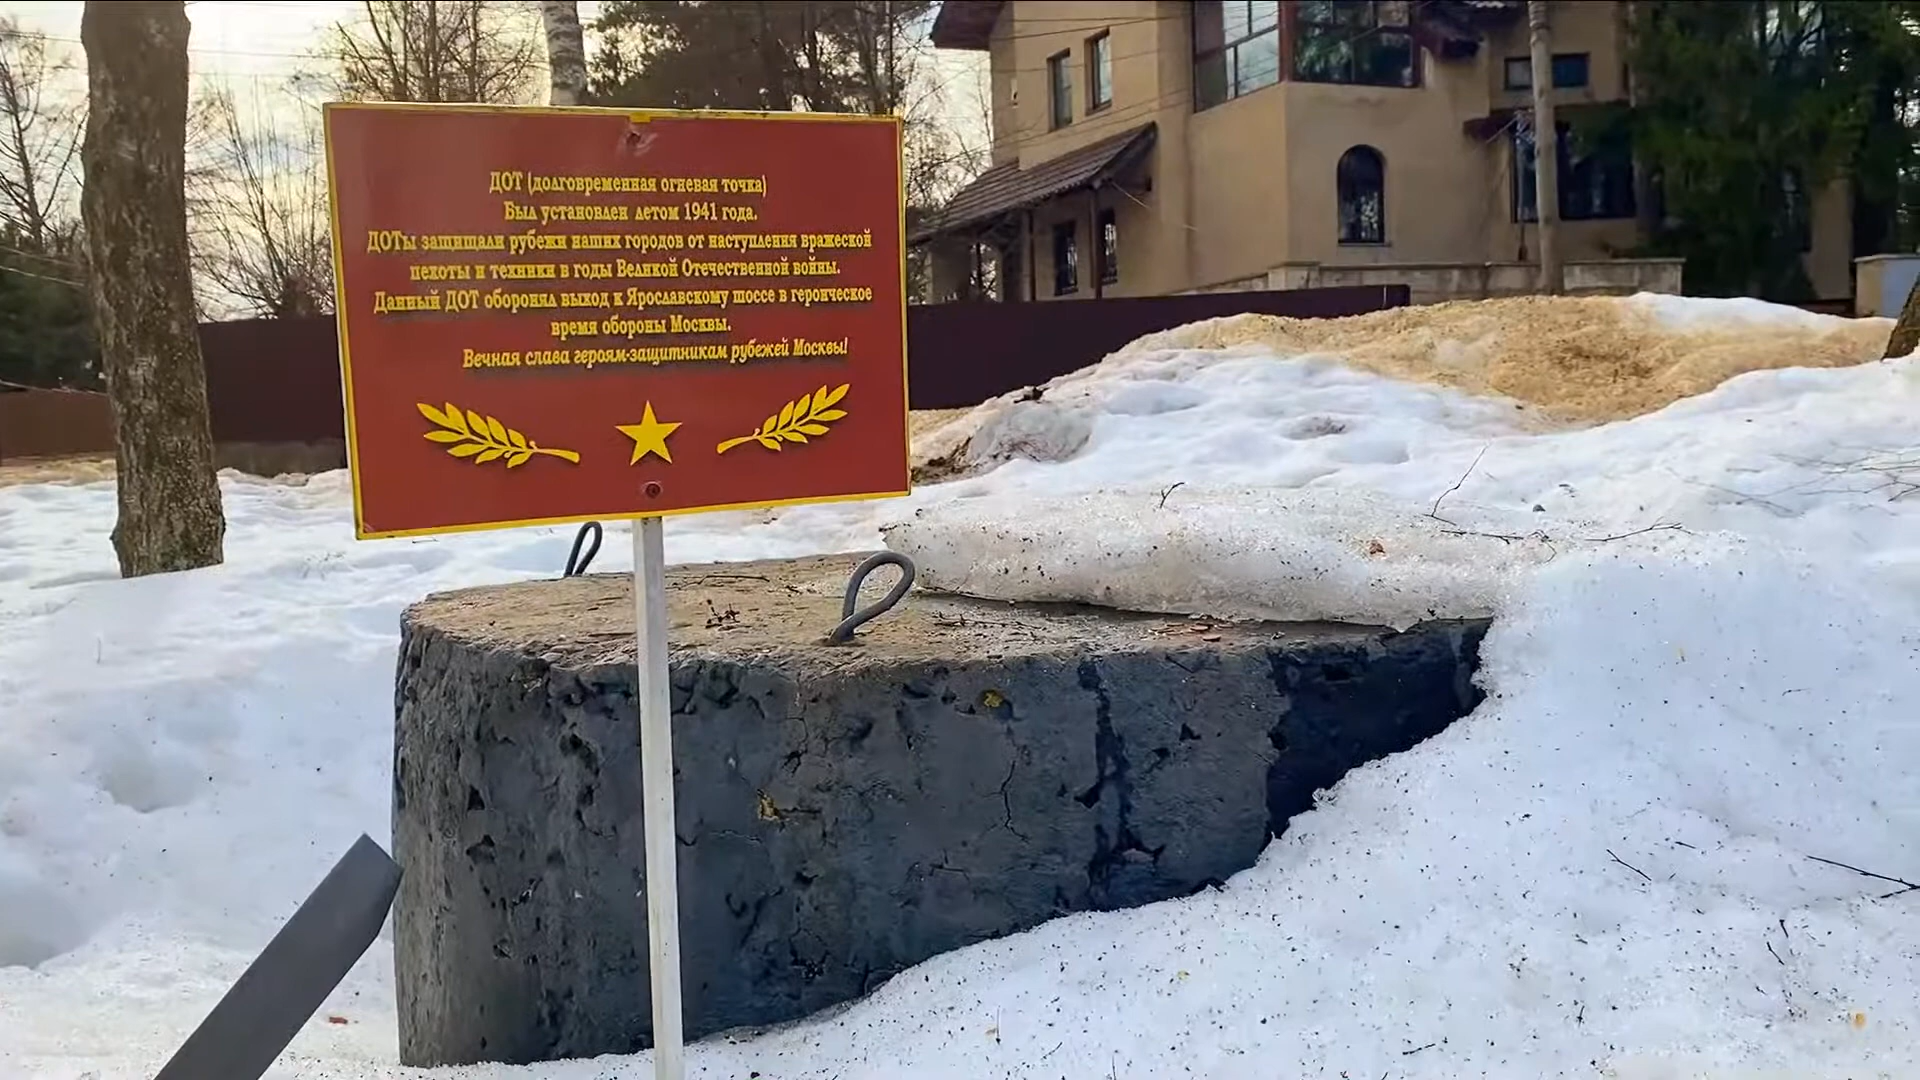 ДОТ (долговременная огневая точка)
Был установлен летом 1941 года.
ДОТы защищали рубежи наших городов от наступления вражеской
пехоты и техники в годы Великой Отечественной войны.
Данный ДОТ оборонял выход к Ярославскому шоссе в героическое
время обороны Москвы.
Вечная слава героям-защитникам рубежей Москвы!